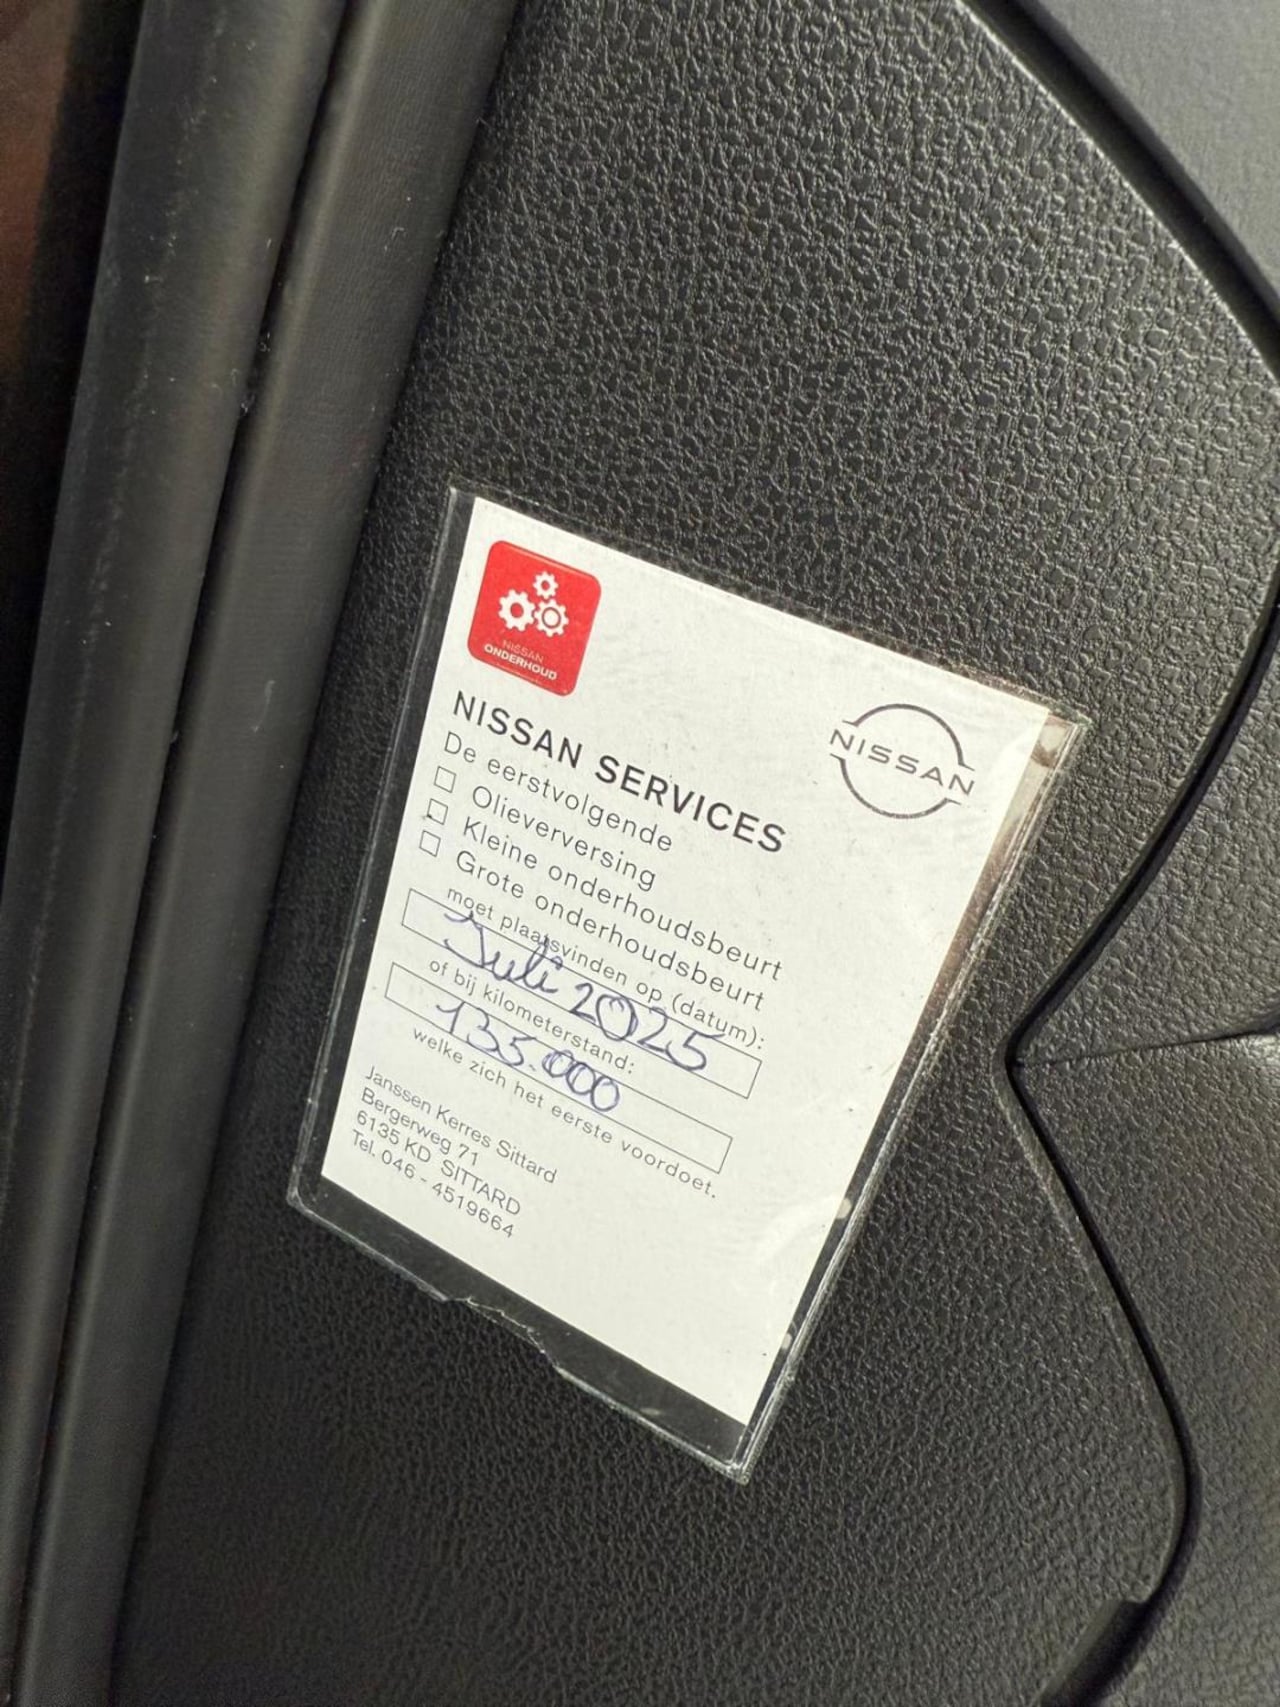 NISSAN
ONDERHOUD
NISSAN
NISSAN SERVICES
De eerstvolgende
Olieverversing
Kleine onderhoudsbeurt
Grote onderhoudsbeurt
moet plaatsvinden op (datum):
Juli 2025
of bij kilometerstand:
135.000
welke zich het eerste voordoet.
Janssen Kerres Sittard
Bergerweg 71
6135 KD SITTARD
Tel. 046 - 4519664